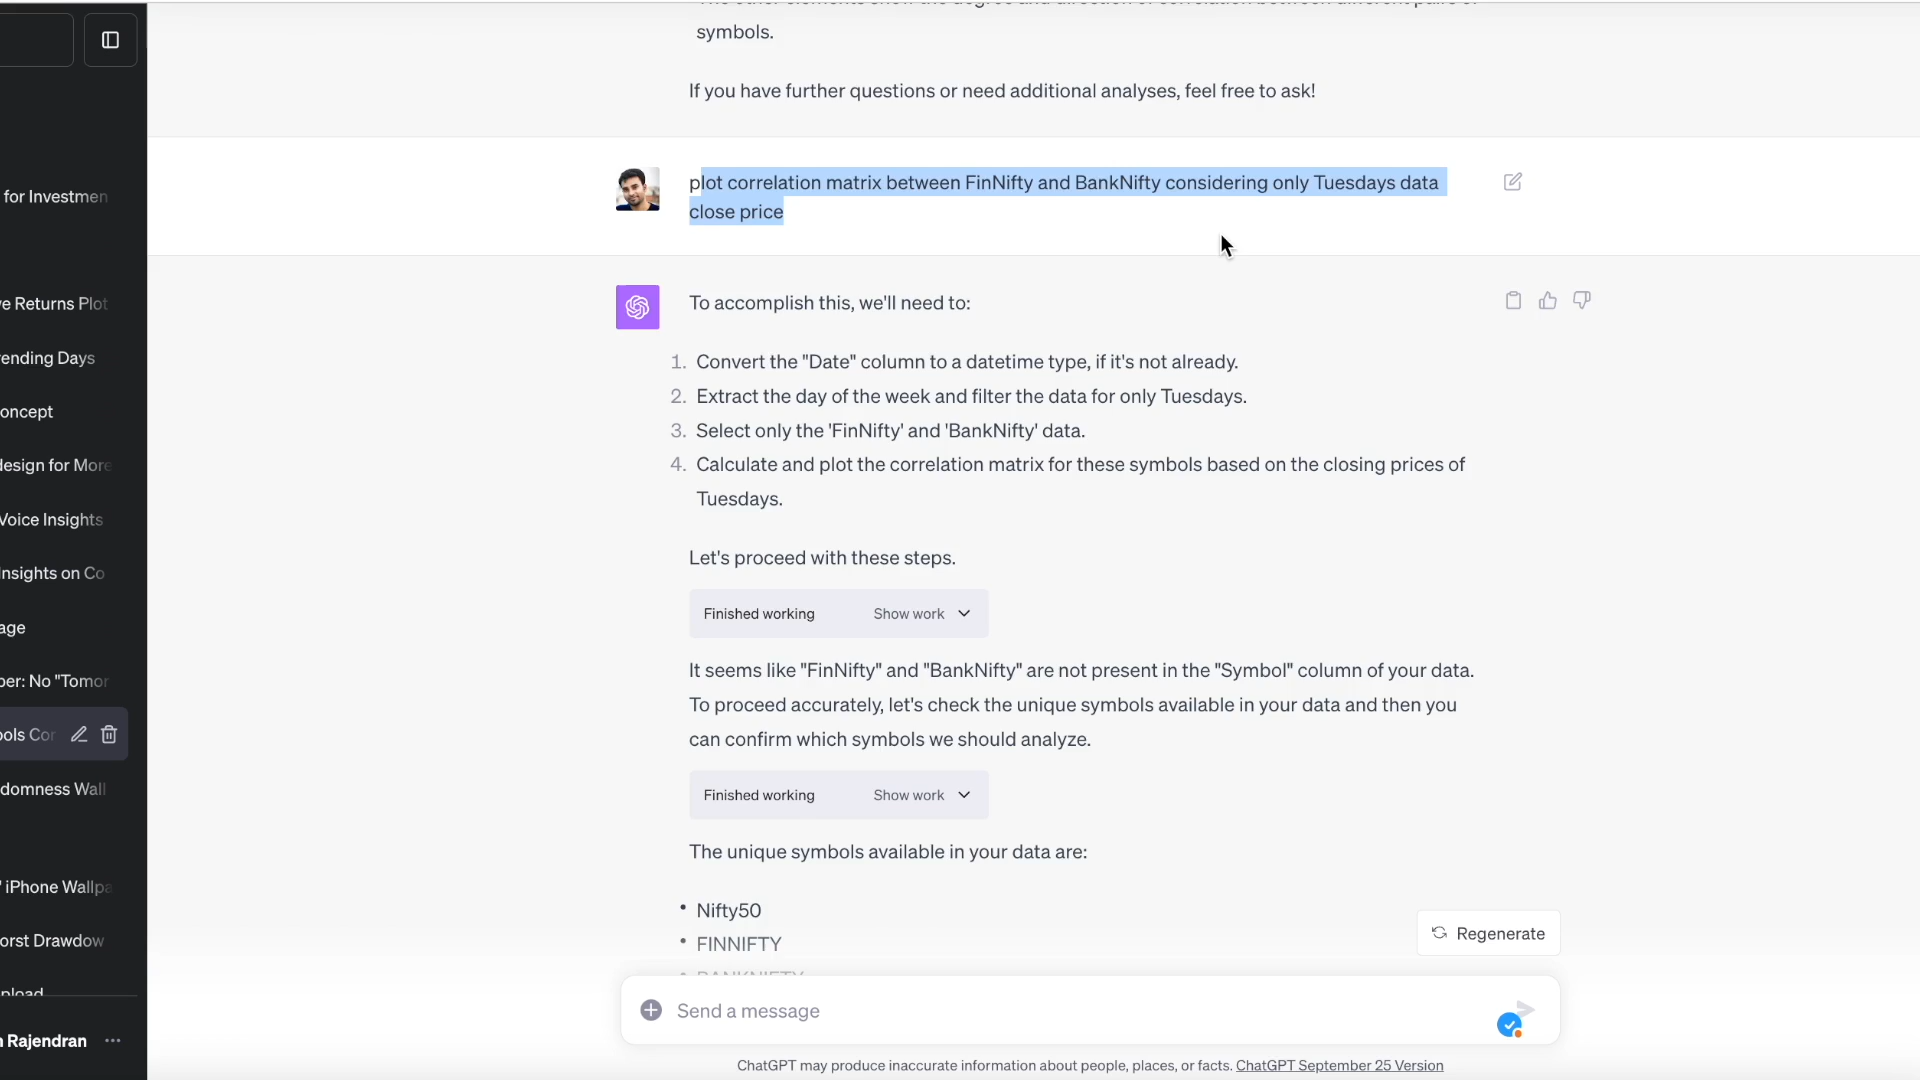 symbols.
If you have further questions or need additional analyses, feel free to ask!
plot correlation matrix between FinNifty and BankNifty considering only Tuesdays data
close price
To accomplish this, we'll need to:
1. Convert the "Date" column to a datetime type, if it's not already.
2. Extract the day of the week and filter the data for only Tuesdays.
3. Select only the 'FinNifty' and 'BankNifty' data.
4. Calculate and plot the correlation matrix for these symbols based on the closing prices of
Tuesdays.
Let's proceed with these steps.
Finished working Show work
It seems like "FinNifty" and "BankNifty" are not present in the "Symbol" column of your data.
To proceed accurately, let's check the unique symbols available in your data and then you
can confirm which symbols we should analyze.
Finished working Show work
The unique symbols available in your data are:
• Nifty50
• FINNIFTY
• BANKNIFTY
Regenerate
Send a message
ChatGPT may produce inaccurate information about people, places, or facts. ChatGPT September 25 Version
for Investmen
e Returns Plot
ending Days
oncept
design for More
Voice Insights
Insights on Co
age
ber: No "Tomor
ools Cor
domness Wall
' iPhone Wallpa
orst Drawdow
pload
n Rajendran